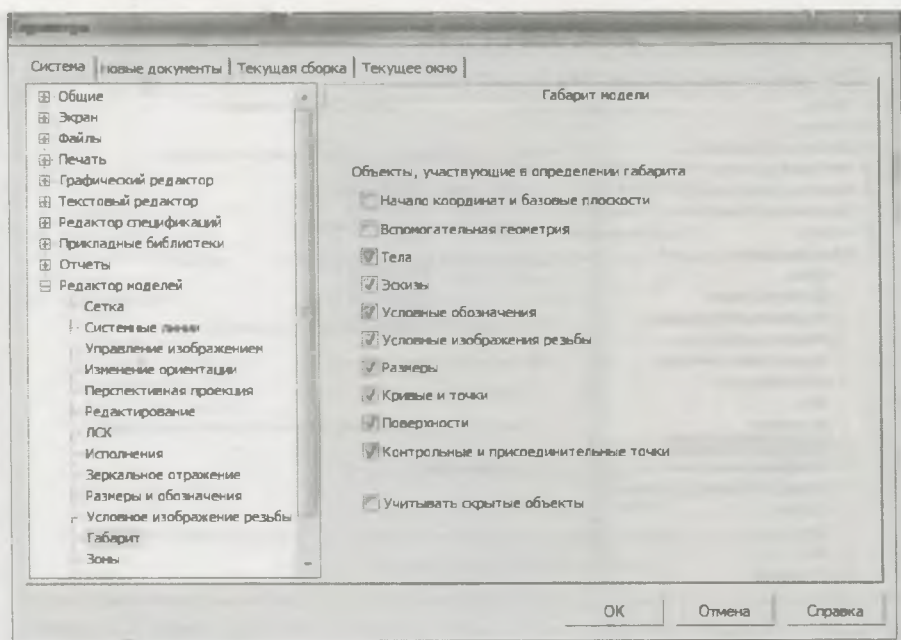 Параметры
Система Новые документы Текущая сборка Текущее окно
Общие
Экран
Файлы
Печать
Графический редактор
Текстовый редактор
Редактор спецификаций
Прикладные библиотеки
Отчеты
Редактор моделей
Сетка
Системные линии
Управление изображением
Изменение ориентации
Перспективная проекция
Редактирование
ЛСК
Исполнения
Зеркальное отражение
Размеры и обозначения
Условное изображение резьбы
Габарит
Зоны
Габарит модели
Объекты, участвующие в определении габарита
Начало координат и базовые плоскости
Вспомогательная геометрия
Тела
Эскизы
Условные обозначения
Условные изображения резьбы
Размеры
Кривые и точки
Поверхности
Контрольные и присоединительные точки
Учитывать скрытые объекты
OK Отмена Справка